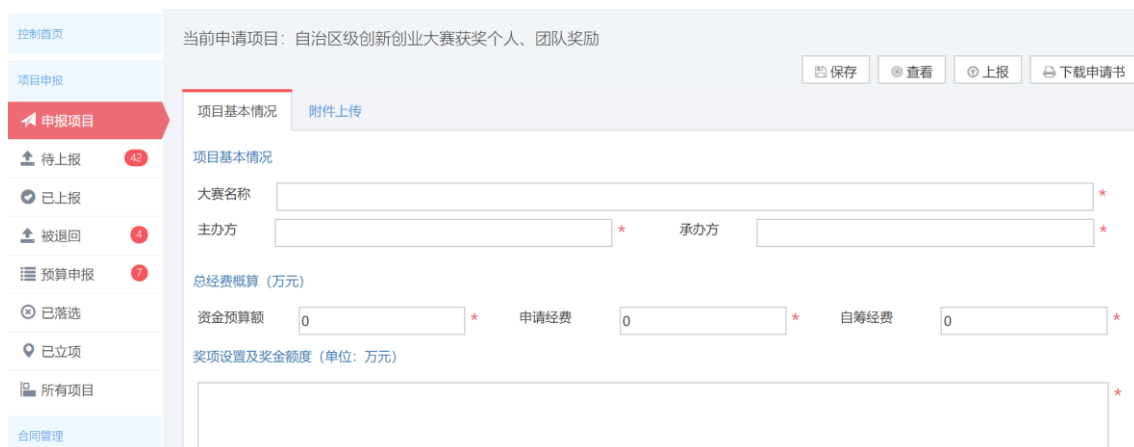 控制首页
项目申报
申报项目
待上报 42
已上报
被退回 4
预算申报 7
已落选
已立项
所有项目
合同管理
当前申请项目：自治区级创新创业大赛获奖个人、团队奖励
保存 查看 上报 下载申请书
项目基本情况 附件上传
项目基本情况
大赛名称 *
主办方 * 承办方 *
总经费概算（万元）
资金预算额 0 * 申请经费 0 * 自筹经费 0 *
奖项设置及奖金额度（单位：万元）
*